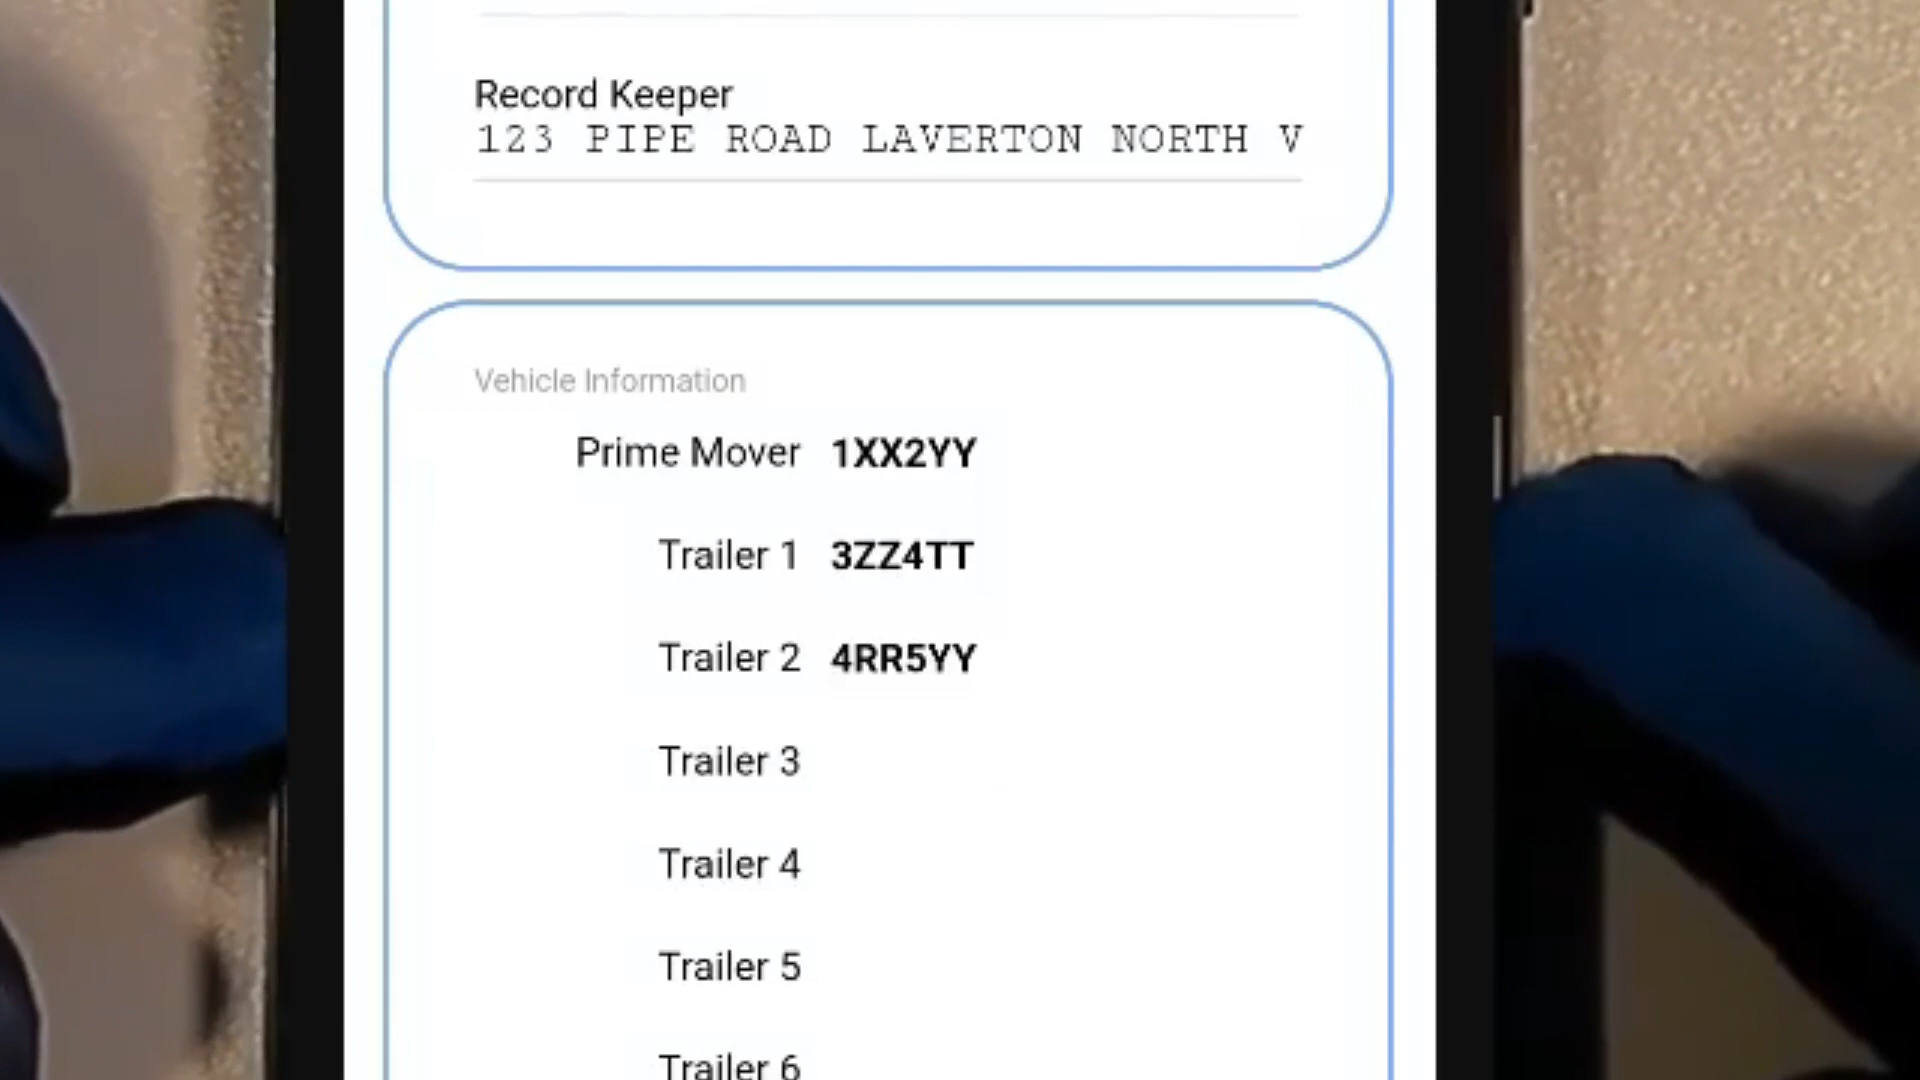 Record Keeper
123 PIPE ROAD LAVERTON NORTH V
Vehicle Information
Prime Mover 1XX2YY
Trailer 1 3ZZ4TT
Trailer 2 4RR5YY
Trailer 3
Trailer 4
Trailer 5
Trailer 6